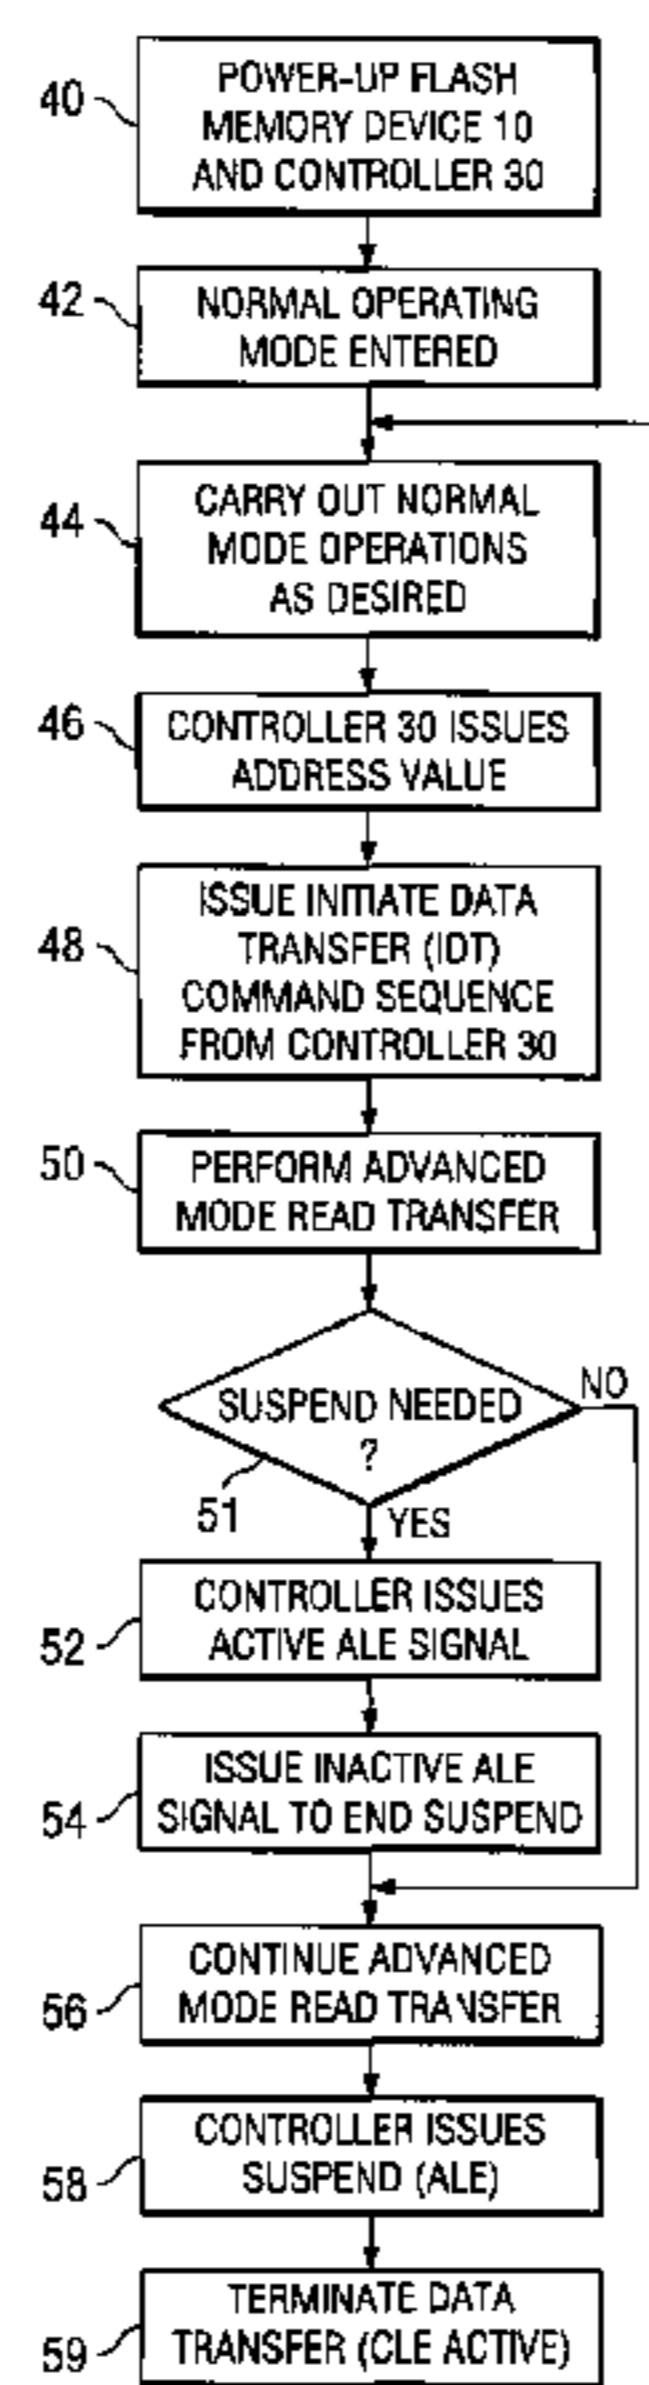 40
POWER-UP FLASH
MEMORY DEVICE 10
AND CONTROLLER 30
42
NORMAL OPERATING
MODE ENTERED
44
CARRY OUT NORMAL
MODE OPERATIONS
AS DESIRED
46
CONTROLLER 30 ISSUES
ADDRESS VALUE
48
ISSUE INITIATE DATA
TRANSFER (IDT)
COMMAND SEQUENCE
FROM CONTROLLER 30
50
PERFORM ADVANCED
MODE READ TRANSFER
SUSPEND NEEDED
?
NO
51
YES
52
CONTROLLER ISSUES
ACTIVE ALE SIGNAL
54
ISSUE INACTIVE ALE
SIGNAL TO END SUSPEND
56
CONTINUE ADVANCED
MODE READ TRANSFER
58
CONTROLLER ISSUES
SUSPEND (ALE)
59
TERMINATE DATA
TRANSFER (CLE ACTIVE)